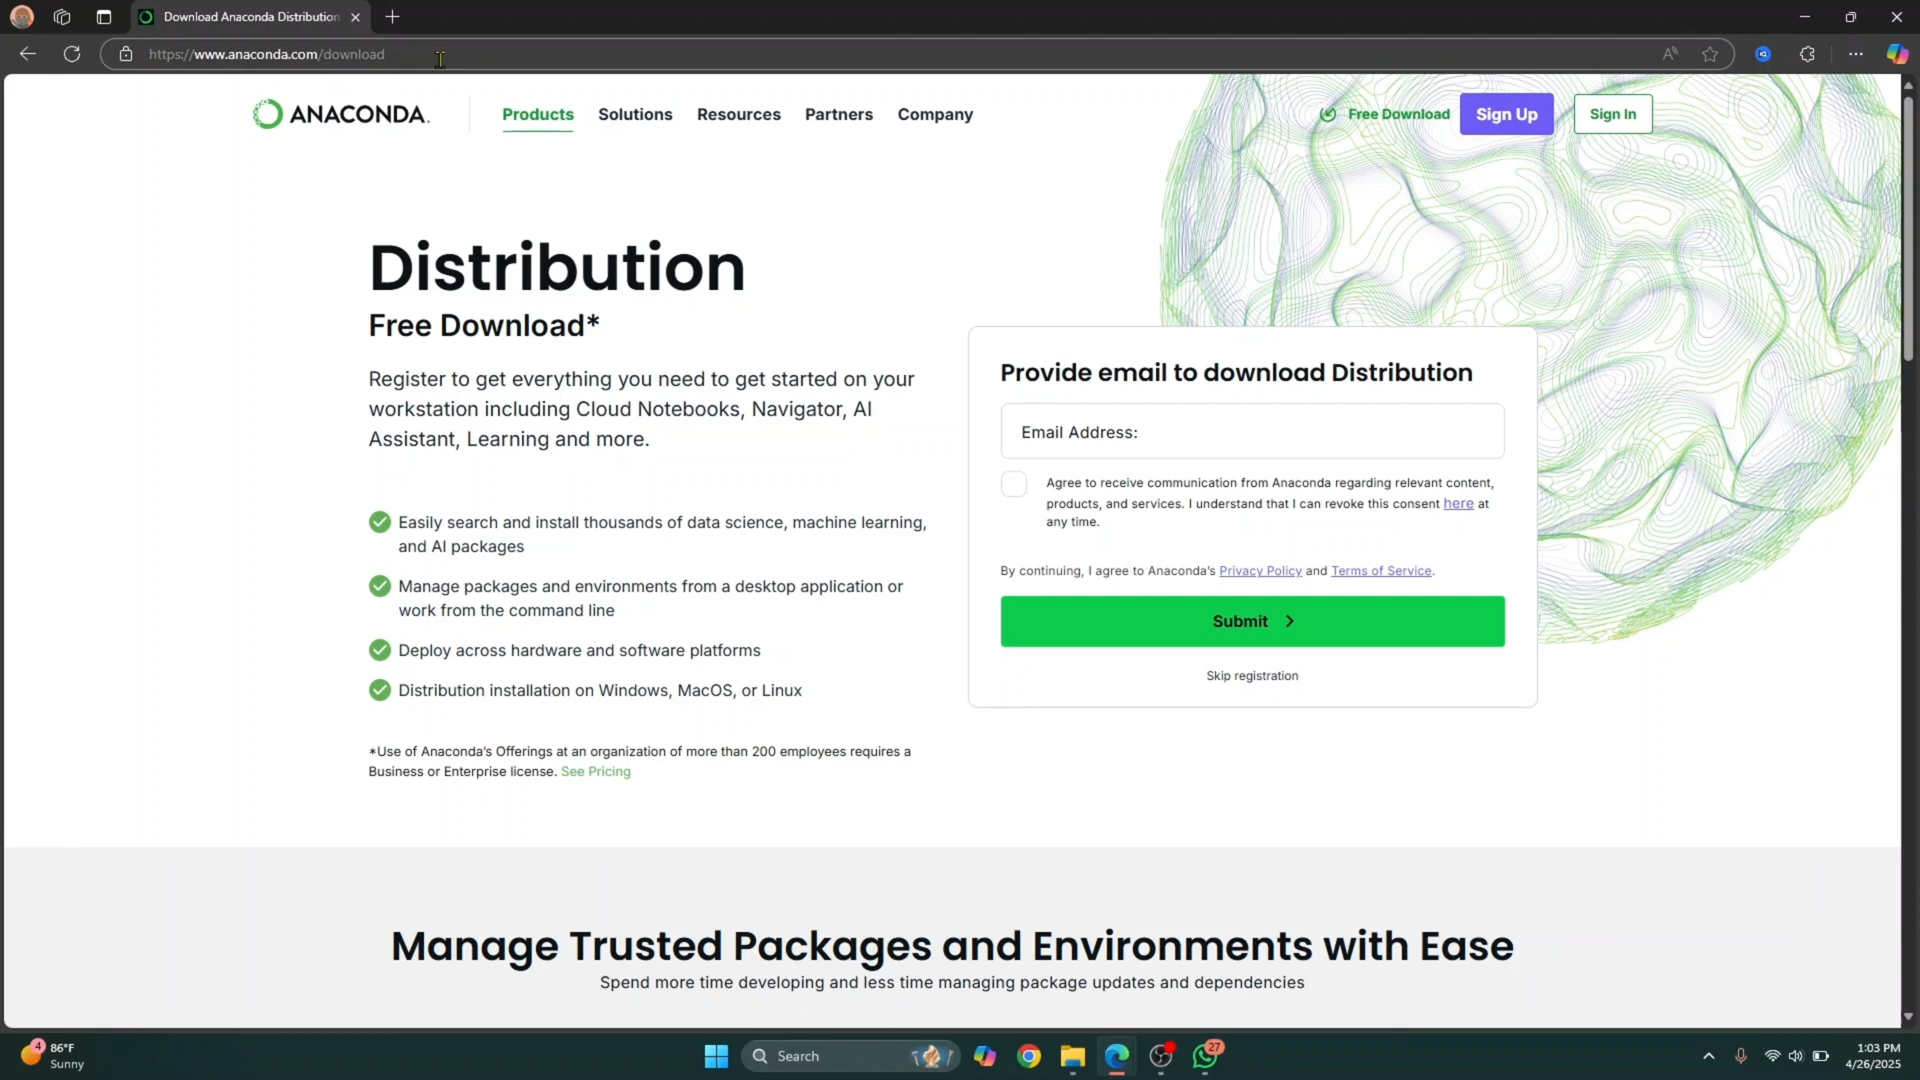 Download Anaconda Distribution
https://www.anaconda.com/download
ANACONDA.
Products
Solutions
Resources
Partners
Company
Free Download
Sign Up
Sign In
Distribution
Free Download*
Register to get everything you need to get started on your
workstation including Cloud Notebooks, Navigator, AI
Assistant, Learning and more.
Easily search and install thousands of data science, machine learning,
and AI packages
Manage packages and environments from a desktop application or
work from the command line
Deploy across hardware and software platforms
Distribution installation on Windows, MacOS, or Linux
*Use of Anaconda's Offerings at an organization of more than 200 employees requires a
Business or Enterprise license. See Pricing
Provide email to download Distribution
Email Address:
Agree to receive communication from Anaconda regarding relevant content,
products, and services. I understand that I can revoke this consent here at
any time.
By continuing, I agree to Anaconda's Privacy Policy and Terms of Service.
Submit
Skip registration
Manage Trusted Packages and Environments with Ease
Spend more time developing and less time managing package updates and dependencies
4
86°F
Sunny
Search
27
1:03 PM
4/26/2025